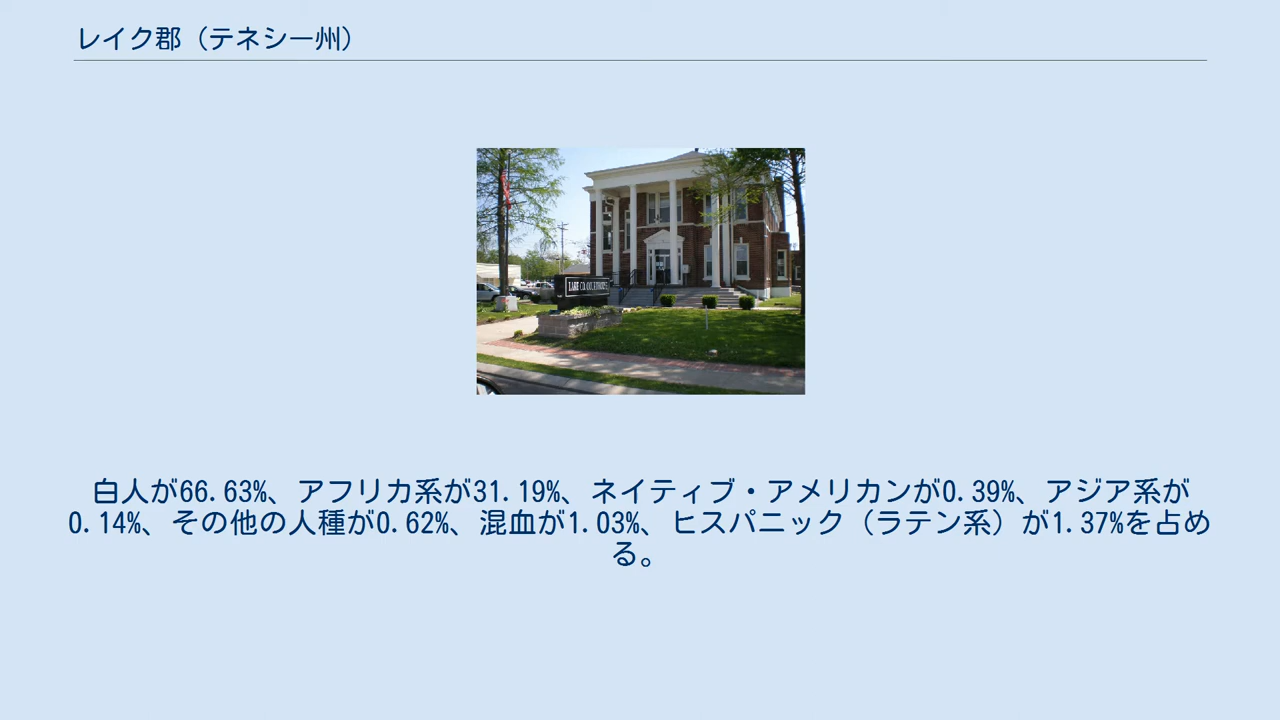 レイク郡（テネシー州）
LAKE CO. COURTHOUSE
白人が66.63%、アフリカ系が31.19%、ネイティブ・アメリカンが0.39%、アジア系が
0.14%、その他の人種が0.62%、混血が1.03%、ヒスパニック（ラテン系）が1.37%を占め
る。